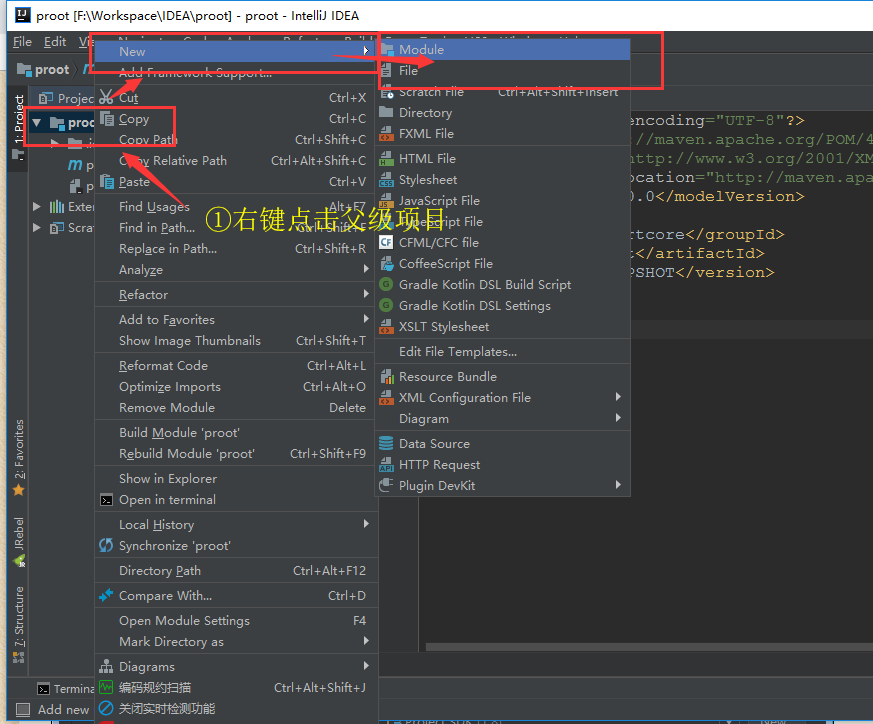 proot [F:\Workspace\IDEA\proot] - proot - IntelliJ IDEA
File Edit
proot
1: Project
2: Favorites
JRebel
7: Structure
New
Add Framework Support...
Cut Ctrl+X
Copy Ctrl+C
Copy Path Ctrl+Shift+C
Copy Relative Path Ctrl+Alt+Shift+C
Paste Ctrl+V
Find Usages Alt+F7
Find in Path... Ctrl+Shift+F
Replace in Path... Ctrl+Shift+R
Analyze
Refactor
Add to Favorites
Show Image Thumbnails Ctrl+Shift+T
Reformat Code Ctrl+Alt+L
Optimize Imports Ctrl+Alt+O
Remove Module Delete
Build Module 'proot'
Rebuild Module 'proot' Ctrl+Shift+F9
Show in Explorer
Open in terminal
Local History
Synchronize 'proot'
Directory Path Ctrl+Alt+F12
Compare With... Ctrl+D
Open Module Settings F4
Mark Directory as
Diagrams
编码规约扫描 Ctrl+Alt+Shift+J
关闭实时检测功能
①右键点击父级项目
Module
File
Scratch File Ctrl+Alt+Shift+Insert
Directory
FXML File
HTML File
Stylesheet
JavaScript File
TypeScript File
CFML/CFC file
CoffeeScript File
Gradle Kotlin DSL Build Script
Gradle Kotlin DSL Settings
XSLT Stylesheet
Edit File Templates...
Resource Bundle
XML Configuration File
Diagram
Data Source
HTTP Request
Plugin DevKit
encoding="UTF-8"?>
//maven.apache.org/POM/4
http://www.w3.org/2001/XM
ocation="http://maven.apa
.0</modelVersion>
rtcore</groupId>
t</artifactId>
PSHOT</version>
Add new